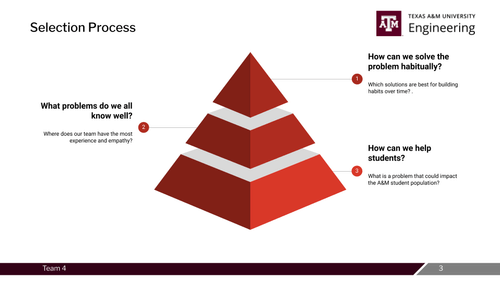 Selection Process
TEXAS A&M UNIVERSITY
Engineering
ATM
How can we solve the
problem habitually?
1
Which solutions are best for building
habits over time? .
What problems do we all
know well?
2
Where does our team have the most
experience and empathy?
How can we help
students?
3
What is a problem that could impact
the A&M student population?
Team 4
3